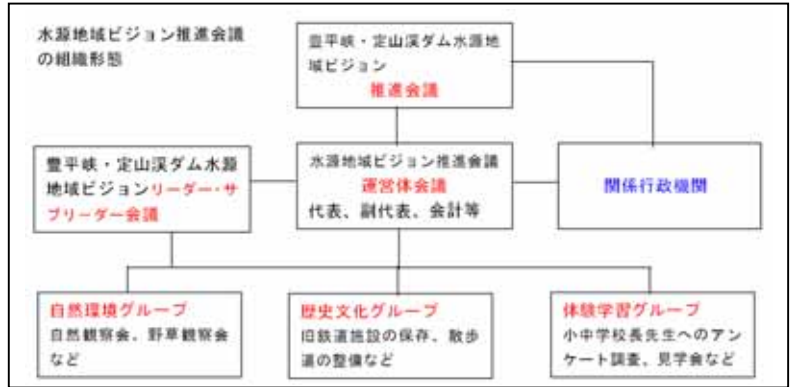 水源地域ビジョン推進会議
の組織形態
豊平峡・定山渓ダム水源地
域ビジョン
推進会議
豊平峡・定山渓ダム水源
地域ビジョンリーダー・サ
ブリーダー会議
水源地域ビジョン推進会議
運営体会議
代表、副代表、会計等
関係行政機関
自然環境グループ
自然観察会、野草観察会
など
歴史文化グループ
旧鉄道施設の保存、散歩
道の整備など
体験学習グループ
小中学校長先生へのアン
ケート調査、見学会など